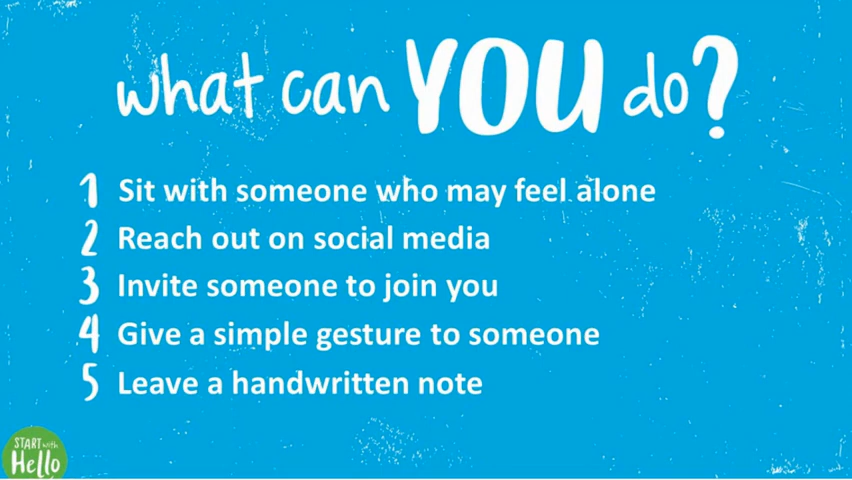 what can YOU do?
1 Sit with someone who may feel alone
2 Reach out on social media
3 Invite someone to join you
4 Give a simple gesture to someone
5 Leave a handwritten note
START with
Hello